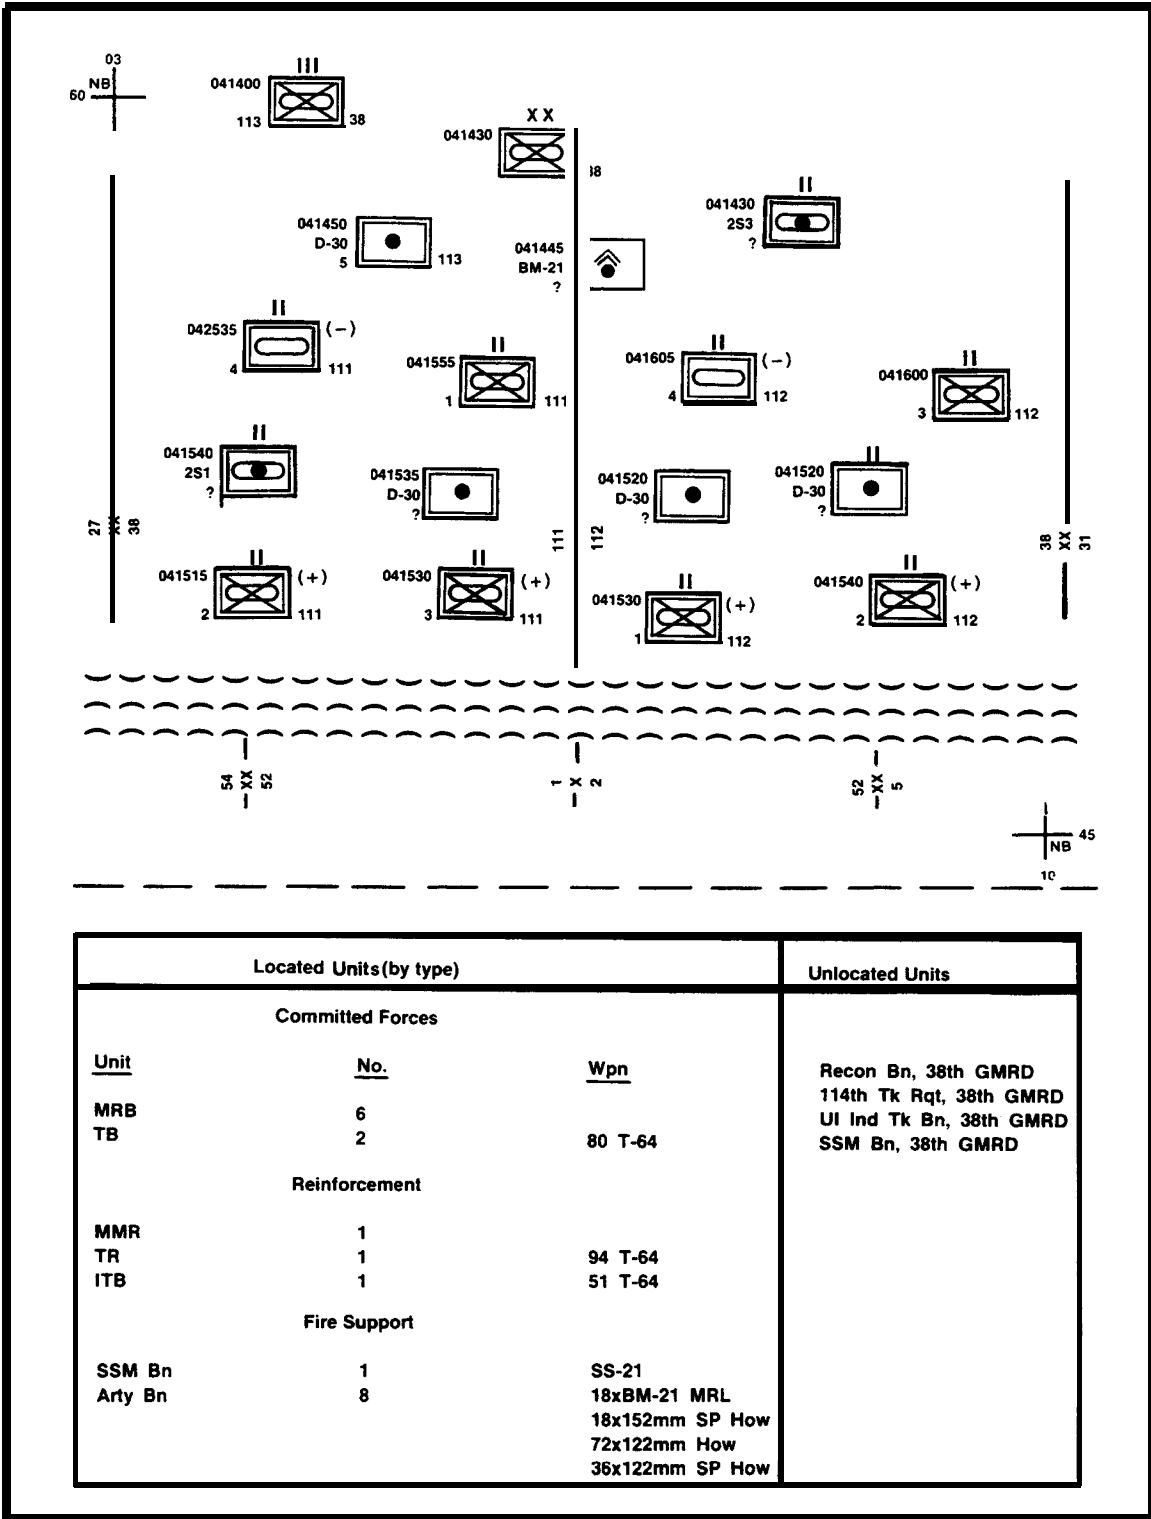 03
NB
60
III
041400
113 38
XX
041430
38
II
041430
2S3
?
041450
D-30
5 113
041445
BM-21
?
II
042535 (−)
4 111
II
041555
1 111
II
041605 (−)
4 112
II
041600
3 112
II
041540
2S1
?
041535
D-30
?
041520
D-30
?
II
041520
D-30
?
27
XX
38
111
112
38
XX
31
II
041515 (+)
2 111
II
041530 (+)
3 111
II
041530 (+)
1 112
II
041540 (+)
2 112
54
XX
52
1
X
2
52
XX
5
45
NB
10
Located Units(by type) Unlocated Units
Committed Forces
Unit No. Wpn
MRB 6
TB 2 80 T-64
Reinforcement
MMR 1
TR 1 94 T-64
ITB 1 51 T-64
Fire Support
SSM Bn 1 SS-21
Arty Bn 8 18xBM-21 MRL
18x152mm SP How
72x122mm How
36x122mm SP How
Recon Bn, 38th GMRD
114th Tk Rqt, 38th GMRD
UI Ind Tk Bn, 38th GMRD
SSM Bn, 38th GMRD